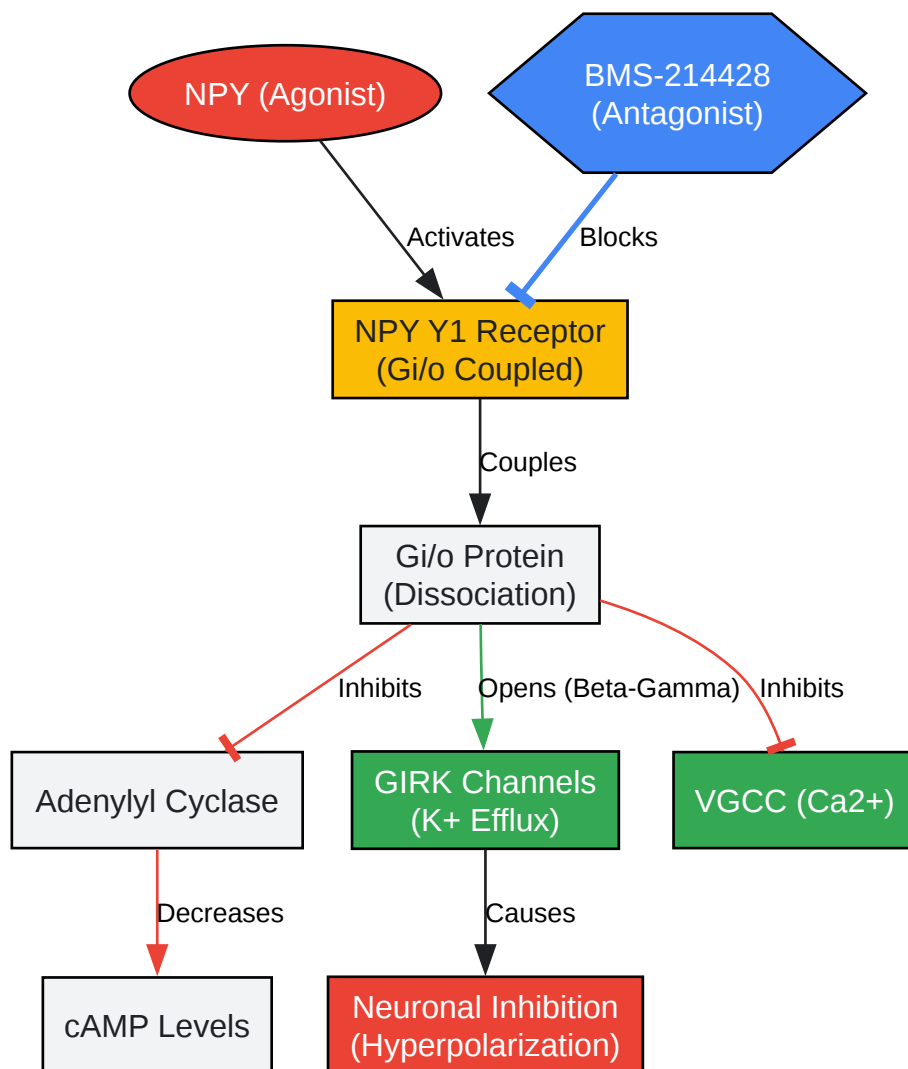 NPY (Agonist)
BMS-214428
(Antagonist)
Activates
Blocks
NPY Y1 Receptor
(Gi/o Coupled)
Couples
Gi/o Protein
(Dissociation)
Inhibits
Opens (Beta-Gamma)
Inhibits
Adenylyl Cyclase
GIRK Channels
(K+ Efflux)
VGCC (Ca2+)
Decreases
Causes
cAMP Levels
Neuronal Inhibition
(Hyperpolarization)